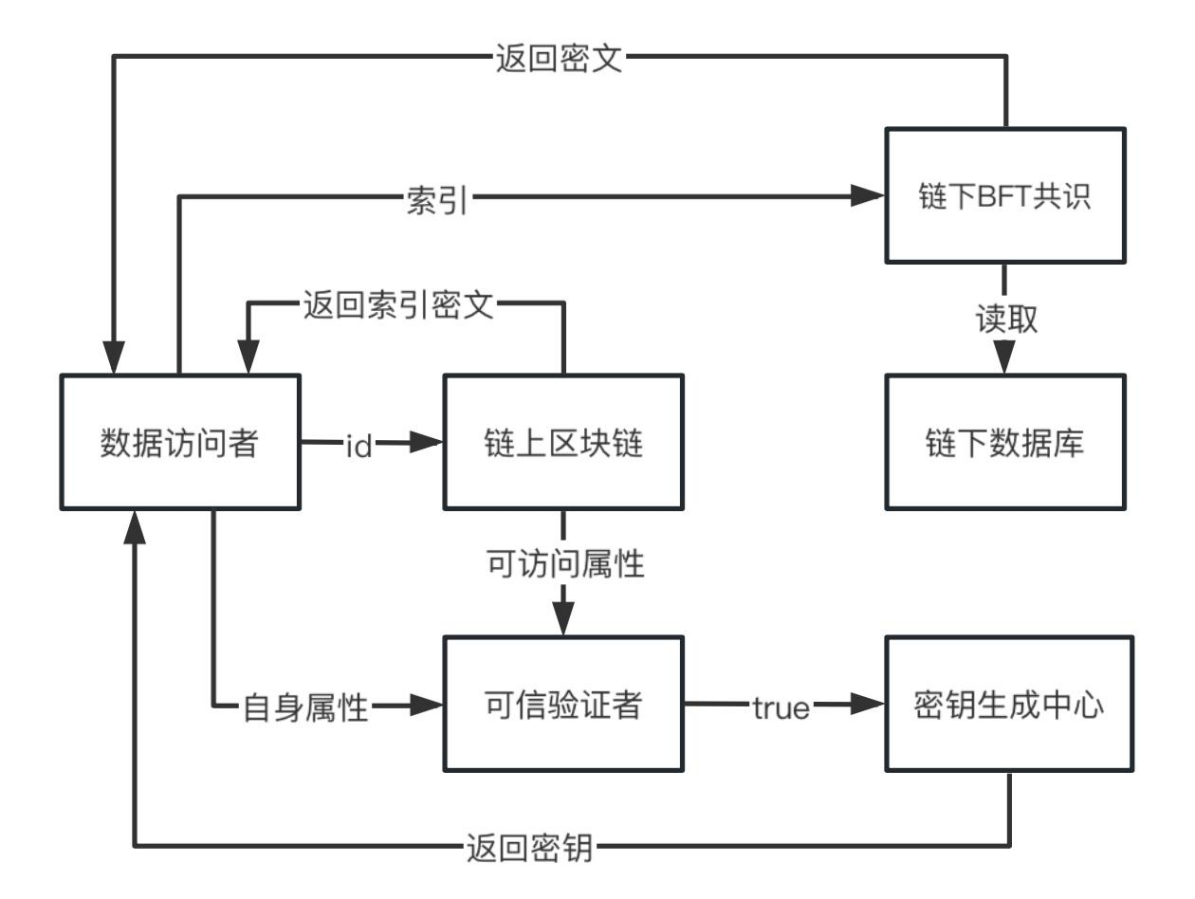 返回密文
链下BFT共识
索引
返回索引密文
读取
数据访问者
id
链上区块链
链下数据库
可访问属性
自身属性
可信验证者
true
密钥生成中心
返回密钥